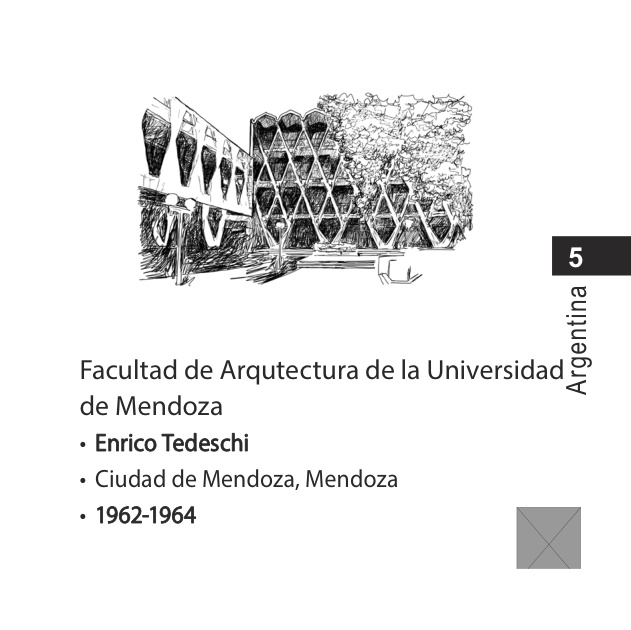 5
Argentina
Facultad de Arqutectura de la Universidad
de Mendoza
• Enrico Tedeschi
• Ciudad de Mendoza, Mendoza
• 1962-1964